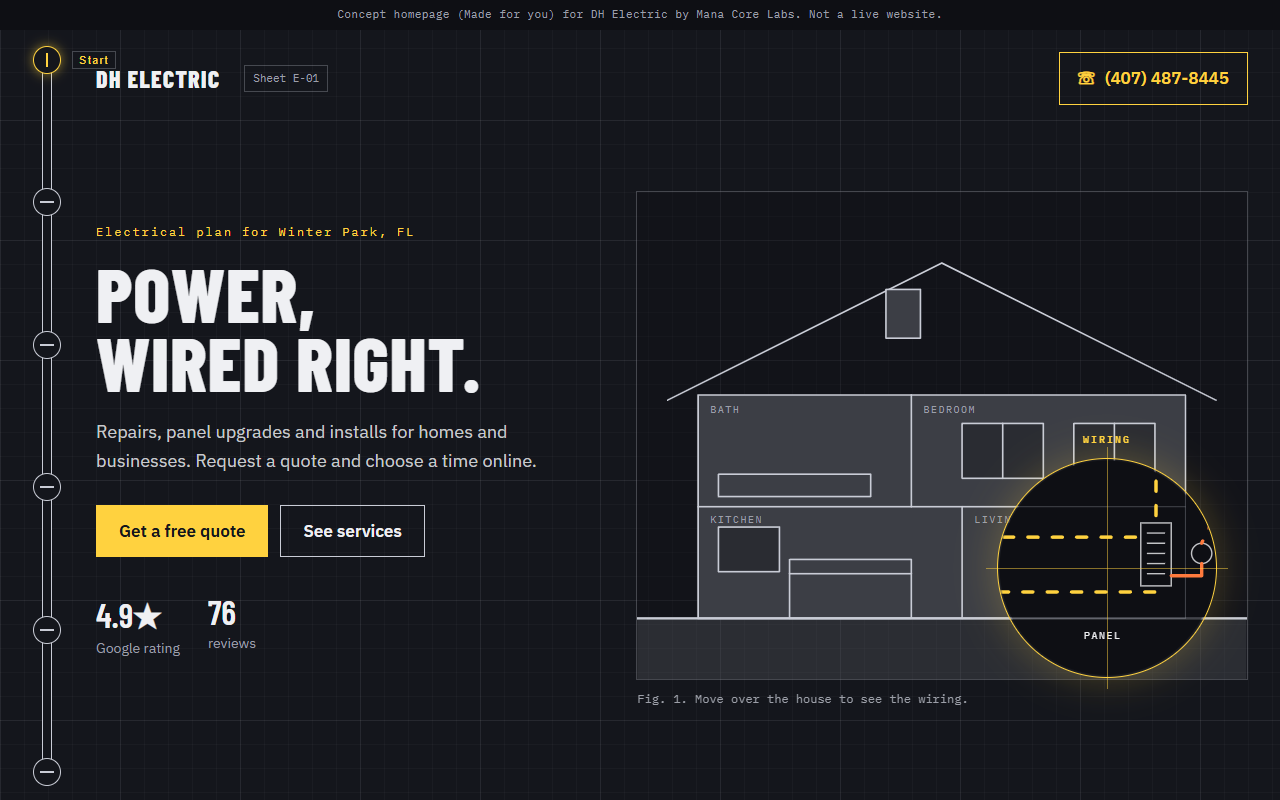 Concept homepage (Made for you) for DH Electric by Mana Core Labs. Not a live website.
Start
DH ELECTRIC
Sheet E-01
☎ (407) 487-8445
Electrical plan for Winter Park, FL
POWER,
WIRED RIGHT.
Repairs, panel upgrades and installs for homes and
businesses. Request a quote and choose a time online.
Get a free quote
See services
4.9★
Google rating
76
reviews
BATH
BEDROOM
WIRING
KITCHEN
LIVIN
PANEL
Fig. 1. Move over the house to see the wiring.